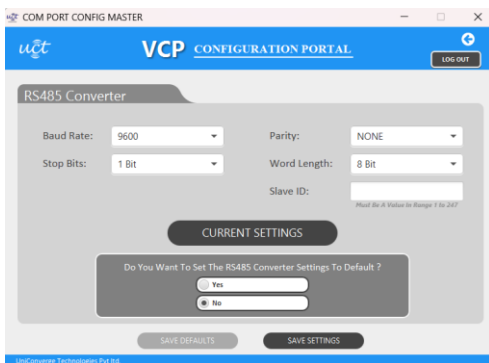 uct COM PORT CONFIG MASTER
uct
VCP CONFIGURATION PORTAL
LOG OUT
RS485 Converter
Baud Rate: 9600 Parity: NONE
Stop Bits: 1 Bit Word Length: 8 Bit
Slave ID:
Must Be A Value in Range 1 to 247
CURRENT SETTINGS
Do You Want To Set The RS485 Converter Settings To Default ?
Yes
No
SAVE DEFAULTS SAVE SETTINGS
UniConverge Technologies Pvt ltd.